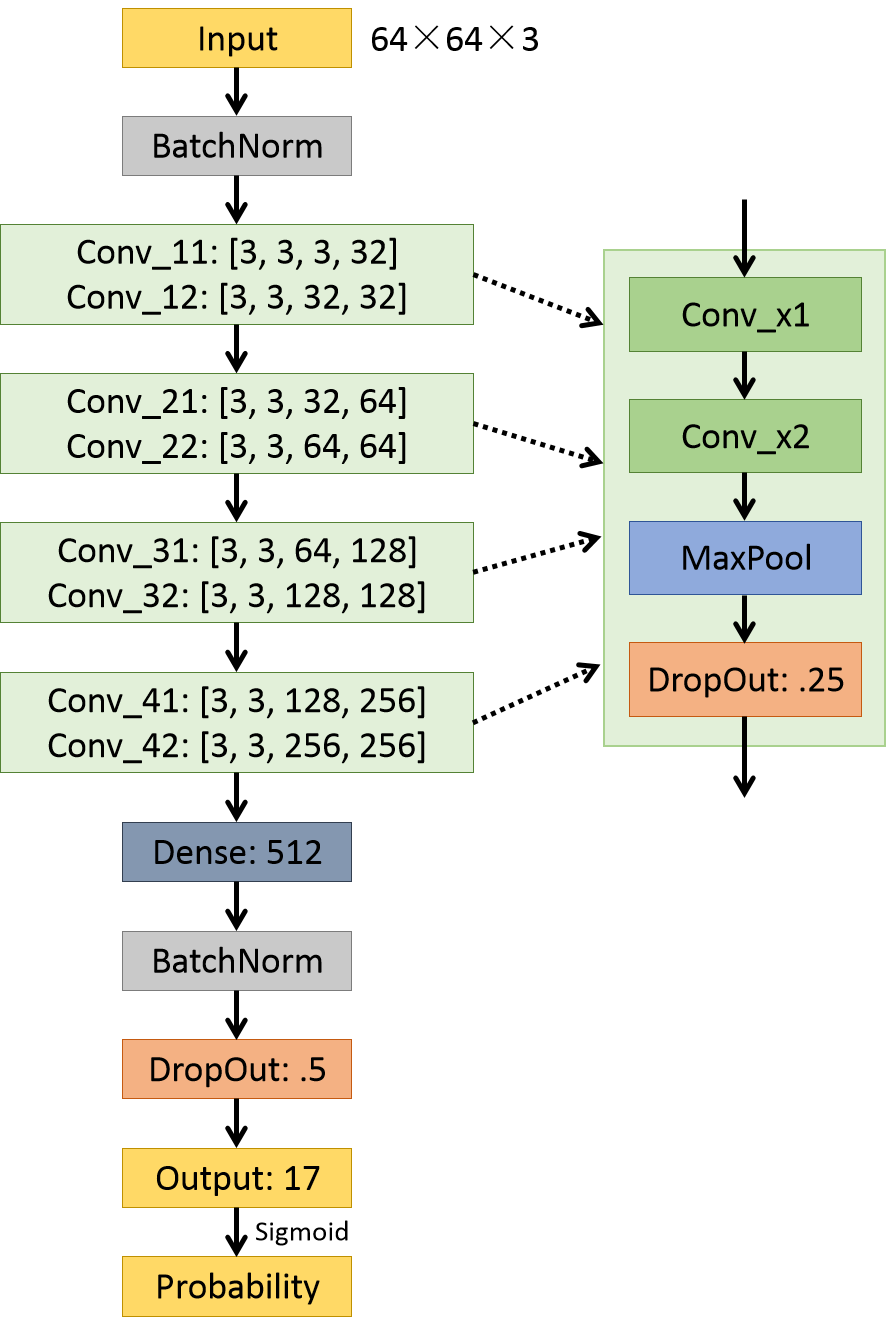 Input
64×64×3
BatchNorm
Conv_11: [3, 3, 3, 32]
Conv_12: [3, 3, 32, 32]
Conv_21: [3, 3, 32, 64]
Conv_22: [3, 3, 64, 64]
Conv_31: [3, 3, 64, 128]
Conv_32: [3, 3, 128, 128]
Conv_41: [3, 3, 128, 256]
Conv_42: [3, 3, 256, 256]
Dense: 512
BatchNorm
DropOut: .5
Output: 17
Sigmoid
Probability
Conv_x1
Conv_x2
MaxPool
DropOut: .25